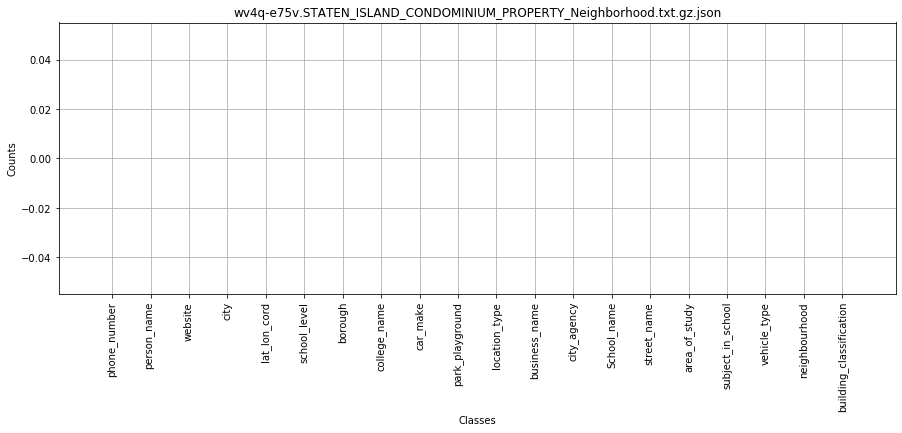 wv4q-e75v.STATEN_ISLAND_CONDOMINIUM_PROPERTY_Neighborhood.txt.gz.json
0.04
0.02
0.00
−0.02
−0.04
Counts
phone_number
person_name
website
city
lat_lon_cord
school_level
borough
college_name
car_make
park_playground
location_type
business_name
city_agency
School_name
street_name
area_of_study
subject_in_school
vehicle_type
neighbourhood
building_classification
Classes